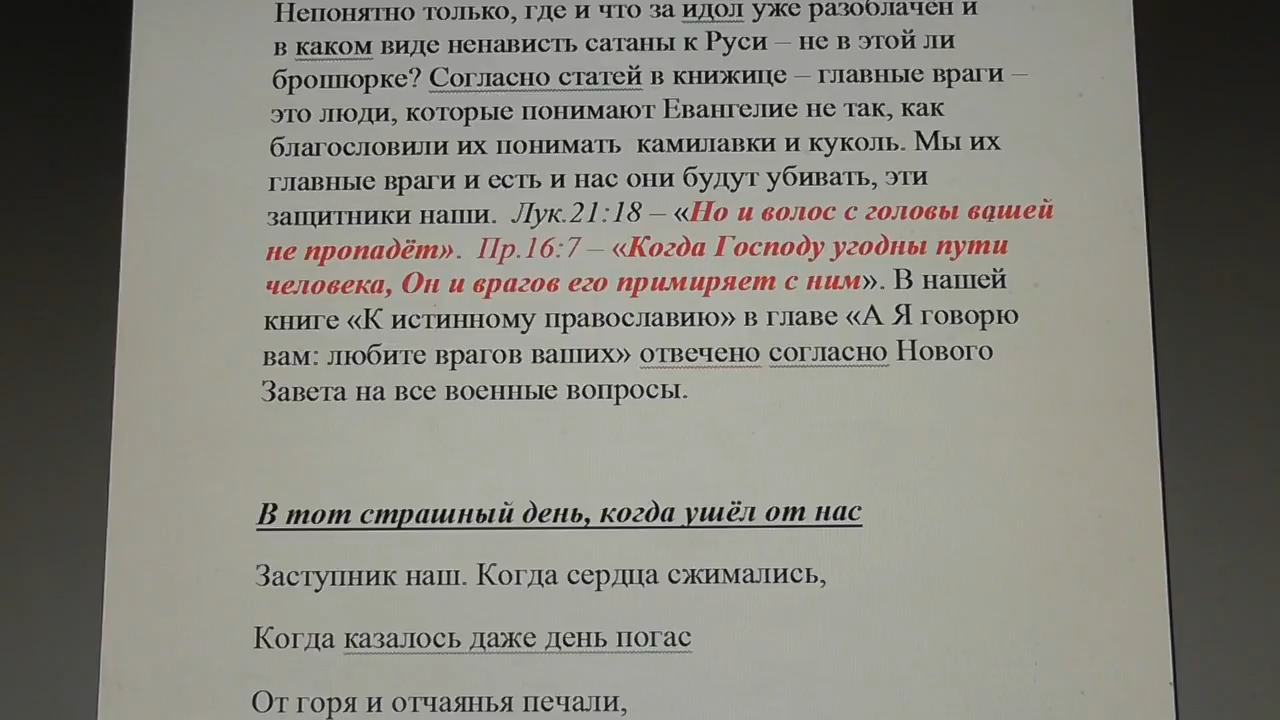 Непонятно только, где и что за идол уже разоблачён и
в каком виде ненависть сатаны к Руси – не в этой ли
брошюрке? Согласно статей в книжице – главные враги –
это люди, которые понимают Евангелие не так, как
благословили их понимать камилавки и куколь. Мы их
главные враги и есть и нас они будут убивать, эти
защитники наши. Лук.21:18 – «Но и волос с головы вашей
не пропадёт». Пр.16:7 – «Когда Господу угодны пути
человека, Он и врагов его примиряет с ним». В нашей
книге «К истинному православию» в главе «А Я говорю
вам: любите врагов ваших» отвечено согласно Нового
Завета на все военные вопросы.
В тот страшный день, когда ушёл от нас
Заступник наш. Когда сердца сжимались,
Когда казалось даже день погас
От горя и отчаянья печали,